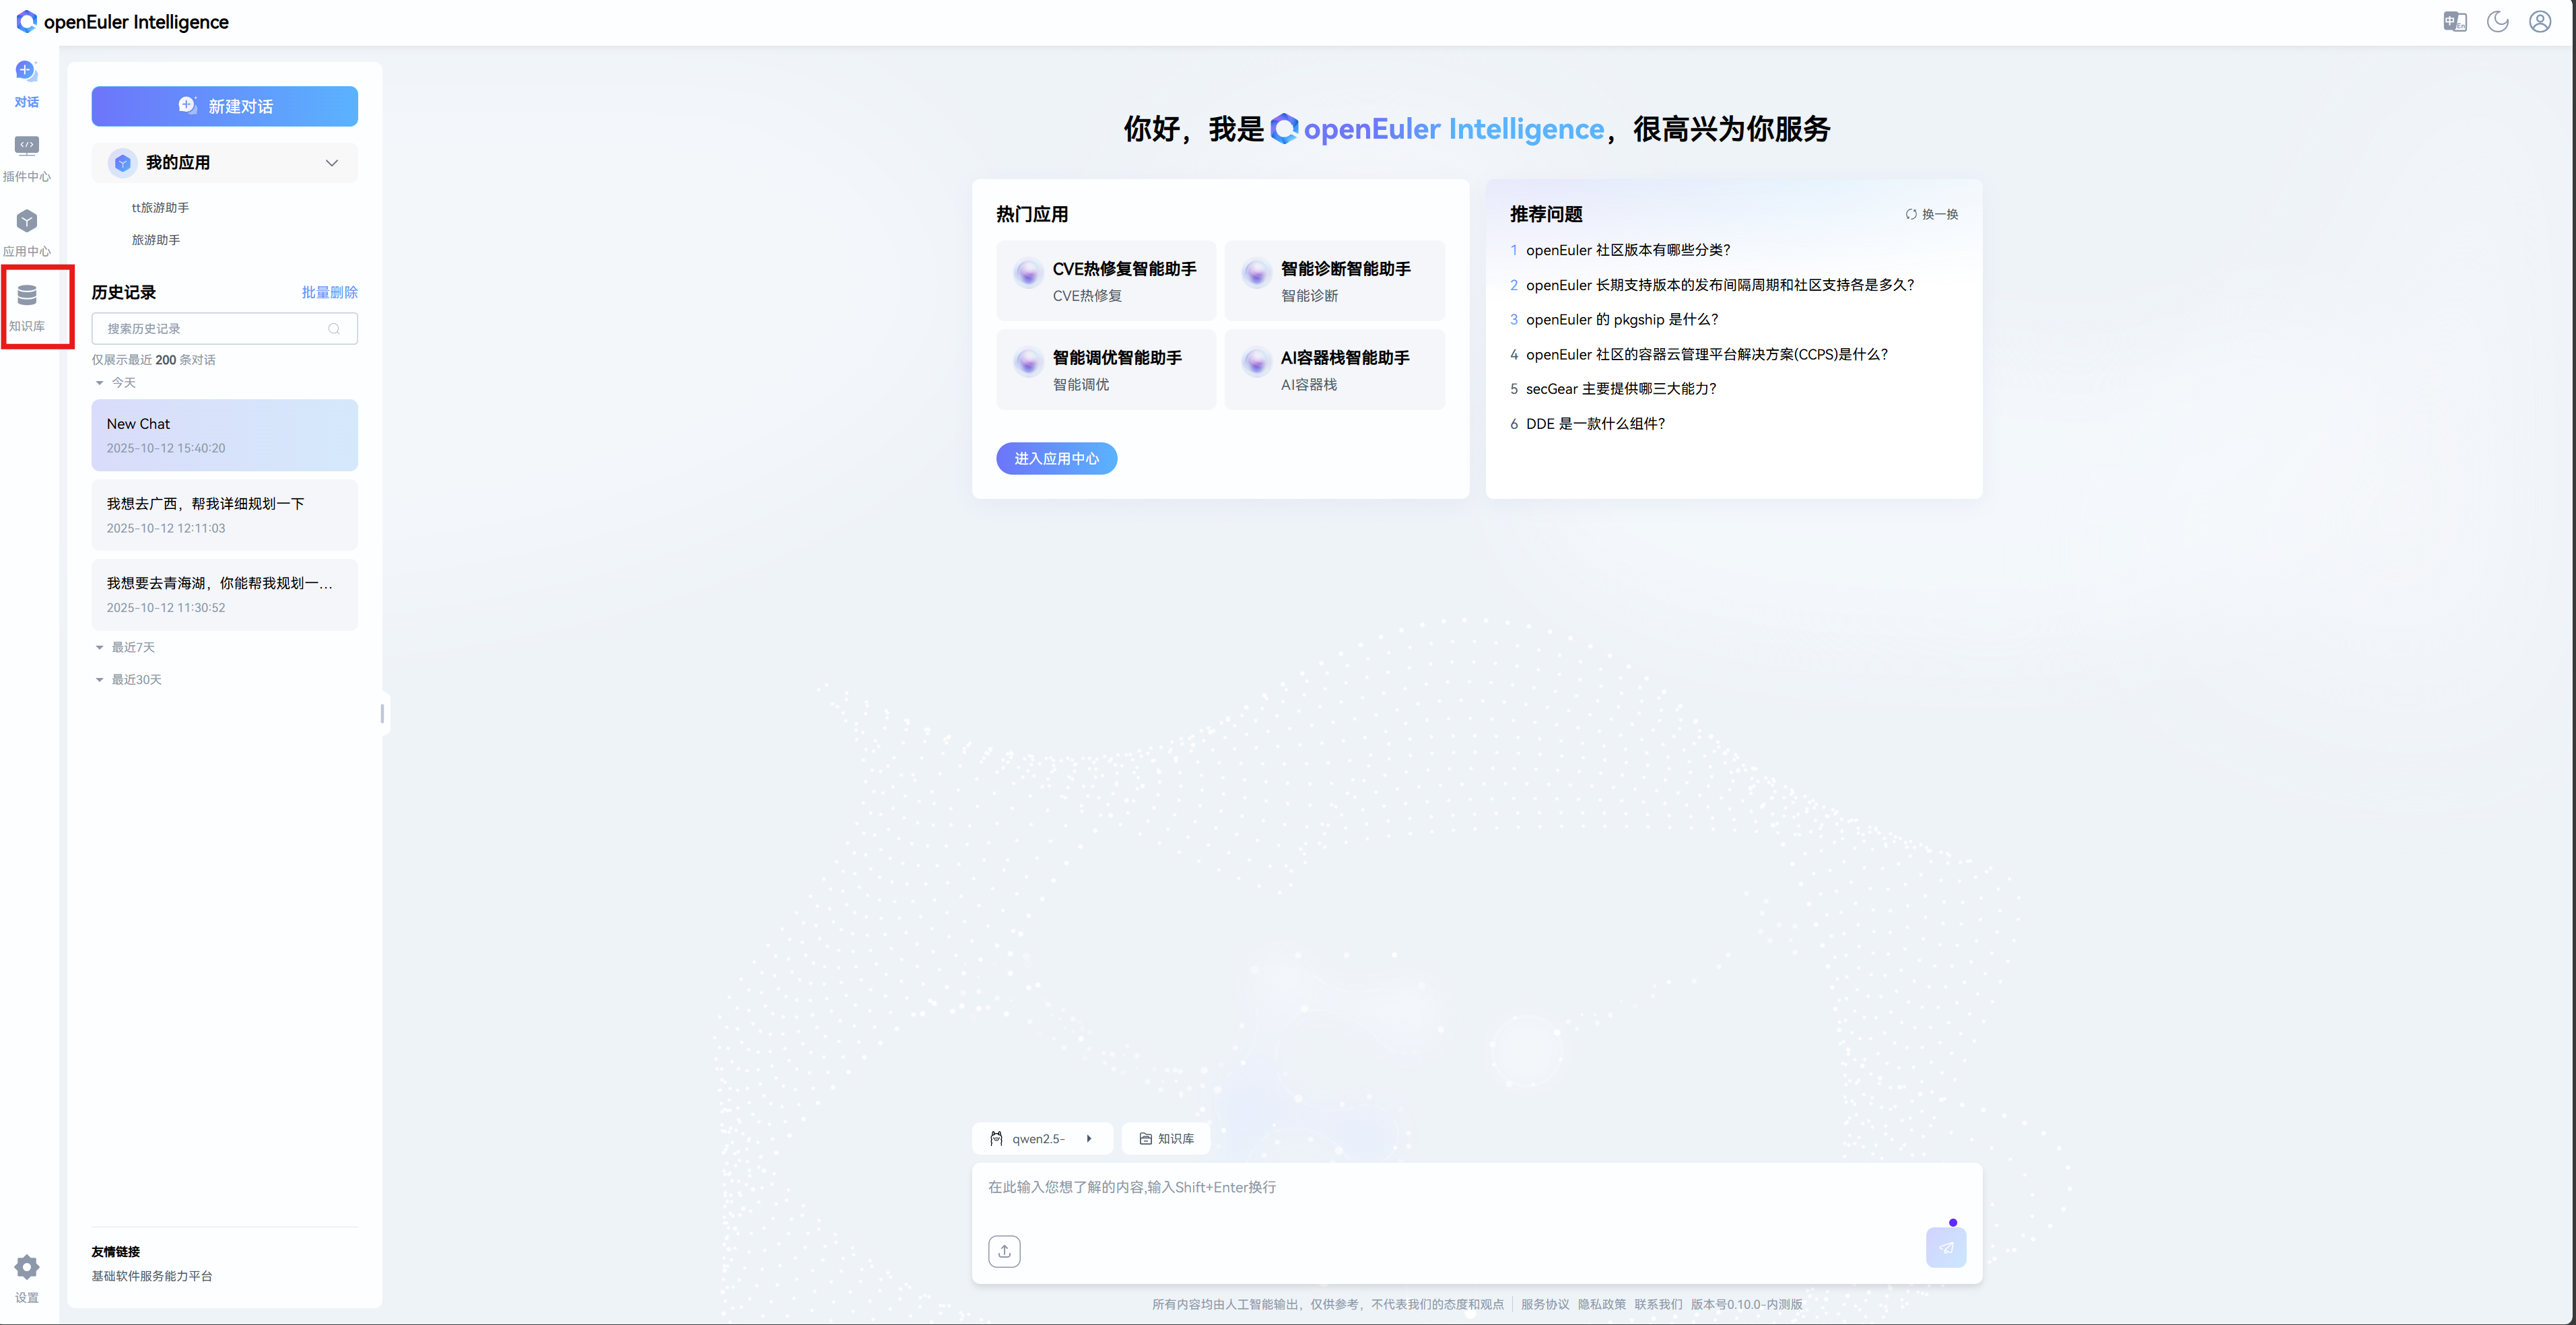 openEuler Intelligence
中 En
对话
插件中心
应用中心
知识库
设置
新建对话
我的应用
tt旅游助手
旅游助手
历史记录 批量删除
搜索历史记录
仅展示最近 200 条对话
今天
New Chat
2025-10-12 15:40:20
我想去广西，帮我详细规划一下
2025-10-12 12:11:03
我想要去青海湖，你能帮我规划一...
2025-10-12 11:30:52
最近7天
最近30天
友情链接
基础软件服务能力平台
你好，我是 openEuler Intelligence，很高兴为你服务
热门应用
CVE热修复智能助手
CVE热修复
智能诊断智能助手
智能诊断
智能调优智能助手
智能调优
AI容器栈智能助手
AI容器栈
进入应用中心
推荐问题 换一换
1 openEuler 社区版本有哪些分类?
2 openEuler 长期支持版本的发布间隔周期和社区支持各是多久?
3 openEuler 的 pkgship 是什么?
4 openEuler 社区的容器云管理平台解决方案(CCPS)是什么?
5 secGear 主要提供哪三大能力?
6 DDE 是一款什么组件?
qwen2.5- 知识库
在此输入您想了解的内容,输入Shift+Enter换行
所有内容均由人工智能输出，仅供参考，不代表我们的态度和观点 服务协议 隐私政策 联系我们 版本号0.10.0-内测版